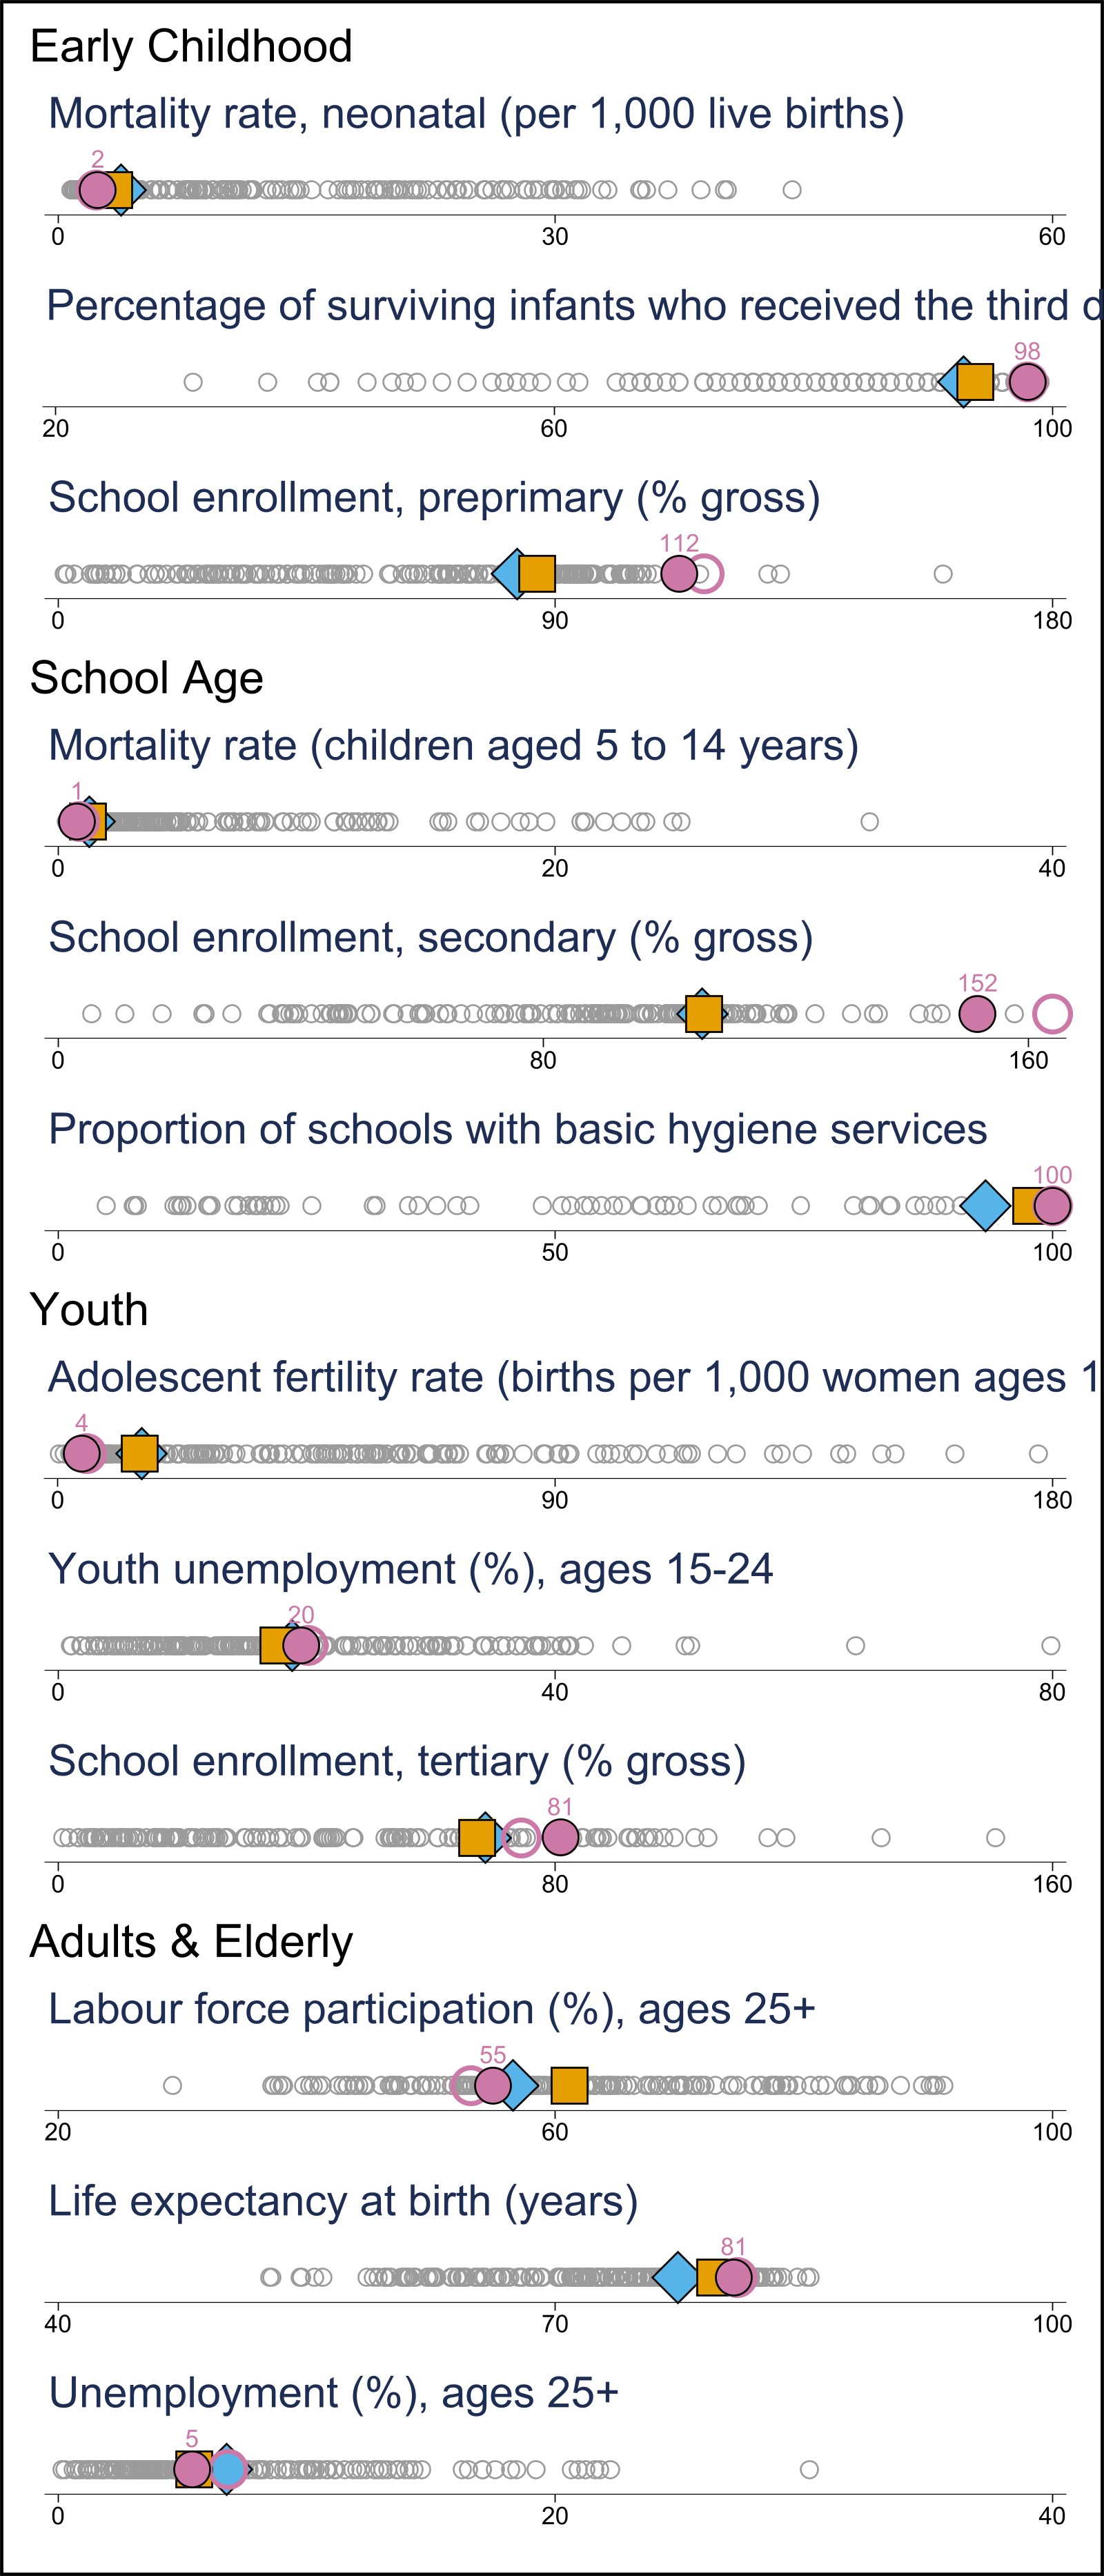 Early Childhood
Mortality rate, neonatal (per 1,000 live births)
2
0 30 60
Percentage of surviving infants who received the third
98
20 60 100
School enrollment, preprimary (% gross)
112
0 90 180
School Age
Mortality rate (children aged 5 to 14 years)
1
0 20 40
School enrollment, secondary (% gross)
152
0 80 160
Proportion of schools with basic hygiene services
100
0 50 100
Youth
Adolescent fertility rate (births per 1,000 women ages 1
4
0 90 180
Youth unemployment (%), ages 15-24
20
0 40 80
School enrollment, tertiary (% gross)
81
0 80 160
Adults & Elderly
Labour force participation (%), ages 25+
55
20 60 100
Life expectancy at birth (years)
81
40 70 100
Unemployment (%), ages 25+
5
0 20 40